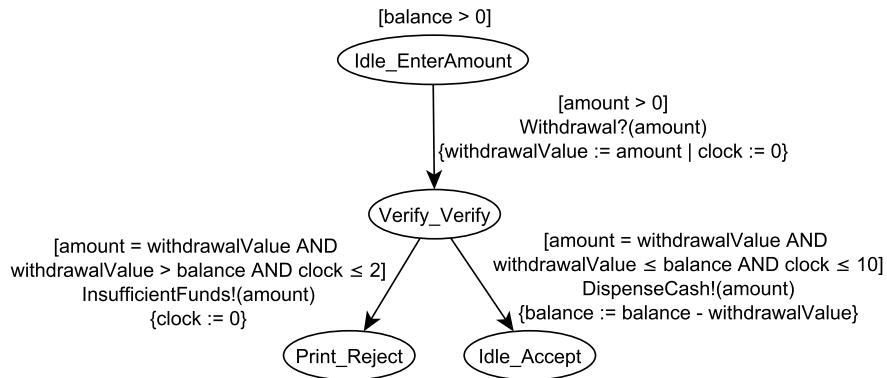 [balance > 0]
Idle_EnterAmount
[amount > 0]
Withdrawal?(amount)
{withdrawalValue := amount | clock := 0}
Verify_Verify
[amount = withdrawalValue AND
withdrawalValue > balance AND clock ≤ 2]
InsufficientFunds!(amount)
{clock := 0}
[amount = withdrawalValue AND
withdrawalValue ≤ balance AND clock ≤ 10]
DispenseCash!(amount)
{balance := balance - withdrawalValue}
Print_Reject
Idle_Accept